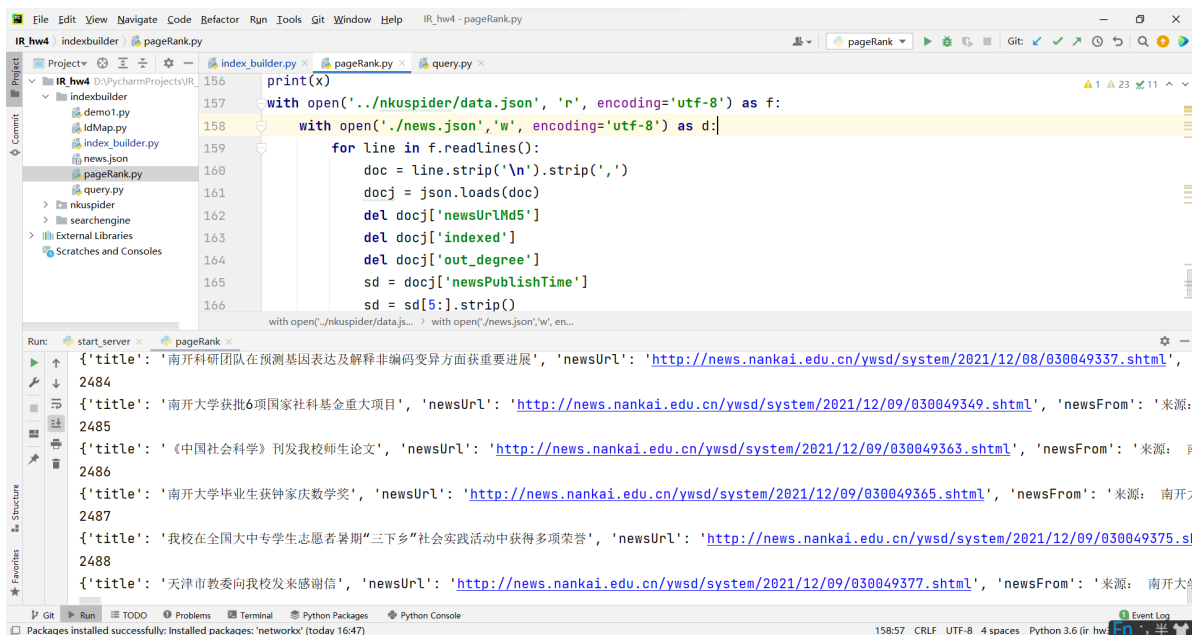 File Edit View Navigate Code Refactor Run Tools Git Window Help IR_hw4 - pageRank.py
IR_hw4 indexbuilder pageRank.py pageRank Git:
Project index_builder.py pageRank.py query.py
IR_hw4 D:\PycharmProjects\IR_
indexbuilder
demo1.py
IdMap.py
index_builder.py
news.json
pageRank.py
query.py
nkuspider
searchengine
External Libraries
Scratches and Consoles
Project
Commit
Structure
Favorites
1 23 11
156 print(x)
157 with open('../nkuspider/data.json', 'r', encoding='utf-8') as f:
158 with open('./news.json','w', encoding='utf-8') as d:
159 for line in f.readlines():
160 doc = line.strip('\n').strip(',')
161 docj = json.loads(doc)
162 del docj['newsUrlMd5']
163 del docj['indexed']
164 del docj['out_degree']
165 sd = docj['newsPublishTime']
166 sd = sd[5:].strip()
with open('../nkuspider/data.js... with open('./news.json','w', en...
Run: start_server pageRank
{'title': '南开科研团队在预测基因表达及解释非编码变异方面获重要进展', 'newsUrl': 'http://news.nankai.edu.cn/ywsd/system/2021/12/08/030049337.shtml',
2484
{'title': '南开大学获批6项国家社科基金重大项目', 'newsUrl': 'http://news.nankai.edu.cn/ywsd/system/2021/12/09/030049349.shtml', 'newsFrom': '来源:
2485
{'title': '《中国社会科学》刊发我校师生论文', 'newsUrl': 'http://news.nankai.edu.cn/ywsd/system/2021/12/09/030049363.shtml', 'newsFrom': '来源:
2486
{'title': '南开大学毕业生获钟家庆数学奖', 'newsUrl': 'http://news.nankai.edu.cn/ywsd/system/2021/12/09/030049365.shtml', 'newsFrom': '来源: 南开
2487
{'title': '我校在全国大中专学生志愿者暑期“三下乡”社会实践活动中获得多项荣誉', 'newsUrl': 'http://news.nankai.edu.cn/ywsd/system/2021/12/09/030049375.s
2488
{'title': '天津市教委向我校发来感谢信', 'newsUrl': 'http://news.nankai.edu.cn/ywsd/system/2021/12/09/030049377.shtml', 'newsFrom': '来源: 南开大
Git Run TODO Problems Terminal Python Packages Python Console 1 Event Log
Packages installed successfully: Installed packages: 'networkx' (today 16:47) 158:57 CRLF UTF-8 4 spaces Python 3.6 (ir_hw En 半